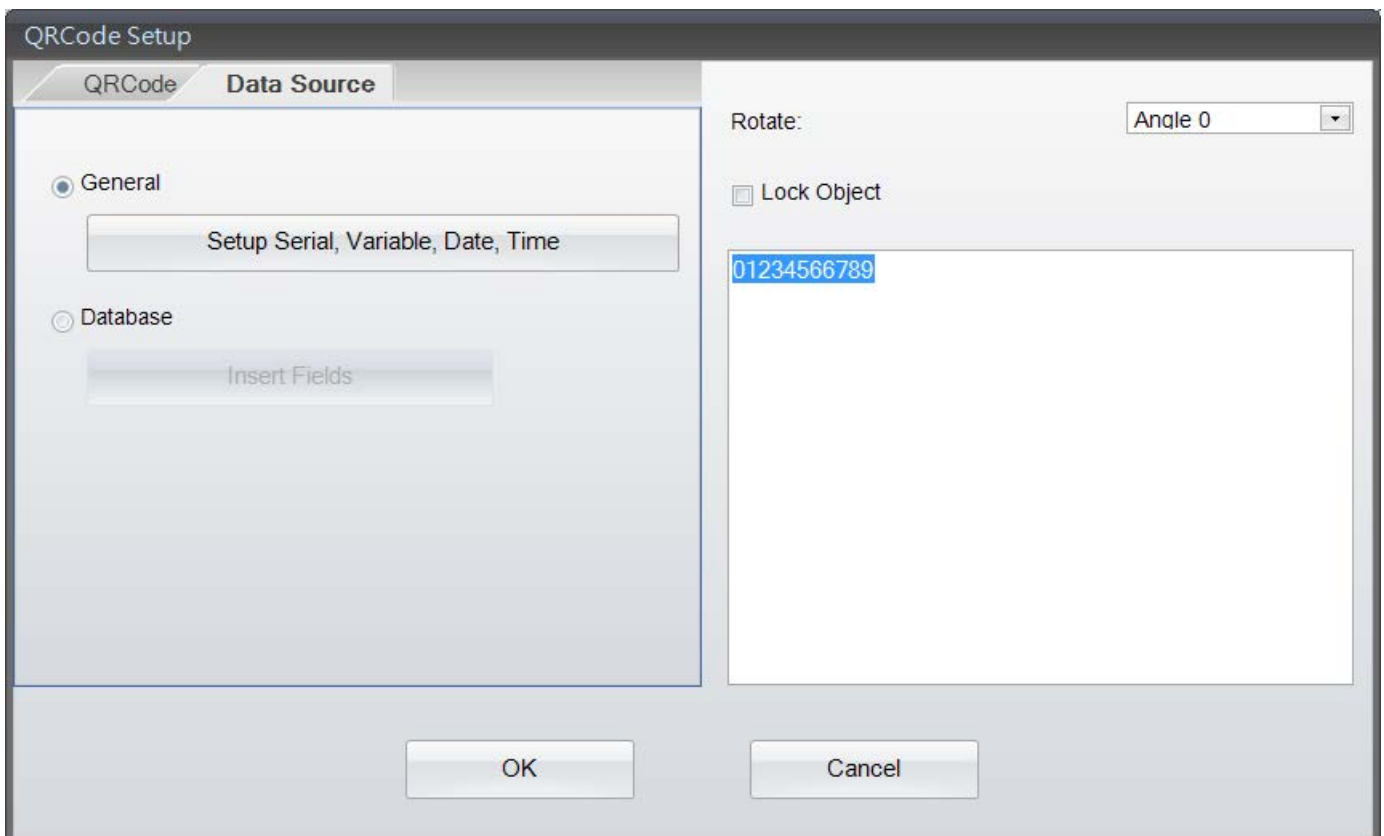 QRCode Setup
QRCode Data Source
Rotate: Angle 0
General
Lock Object
Setup Serial, Variable, Date, Time
01234566789
Database
Insert Fields
OK Cancel